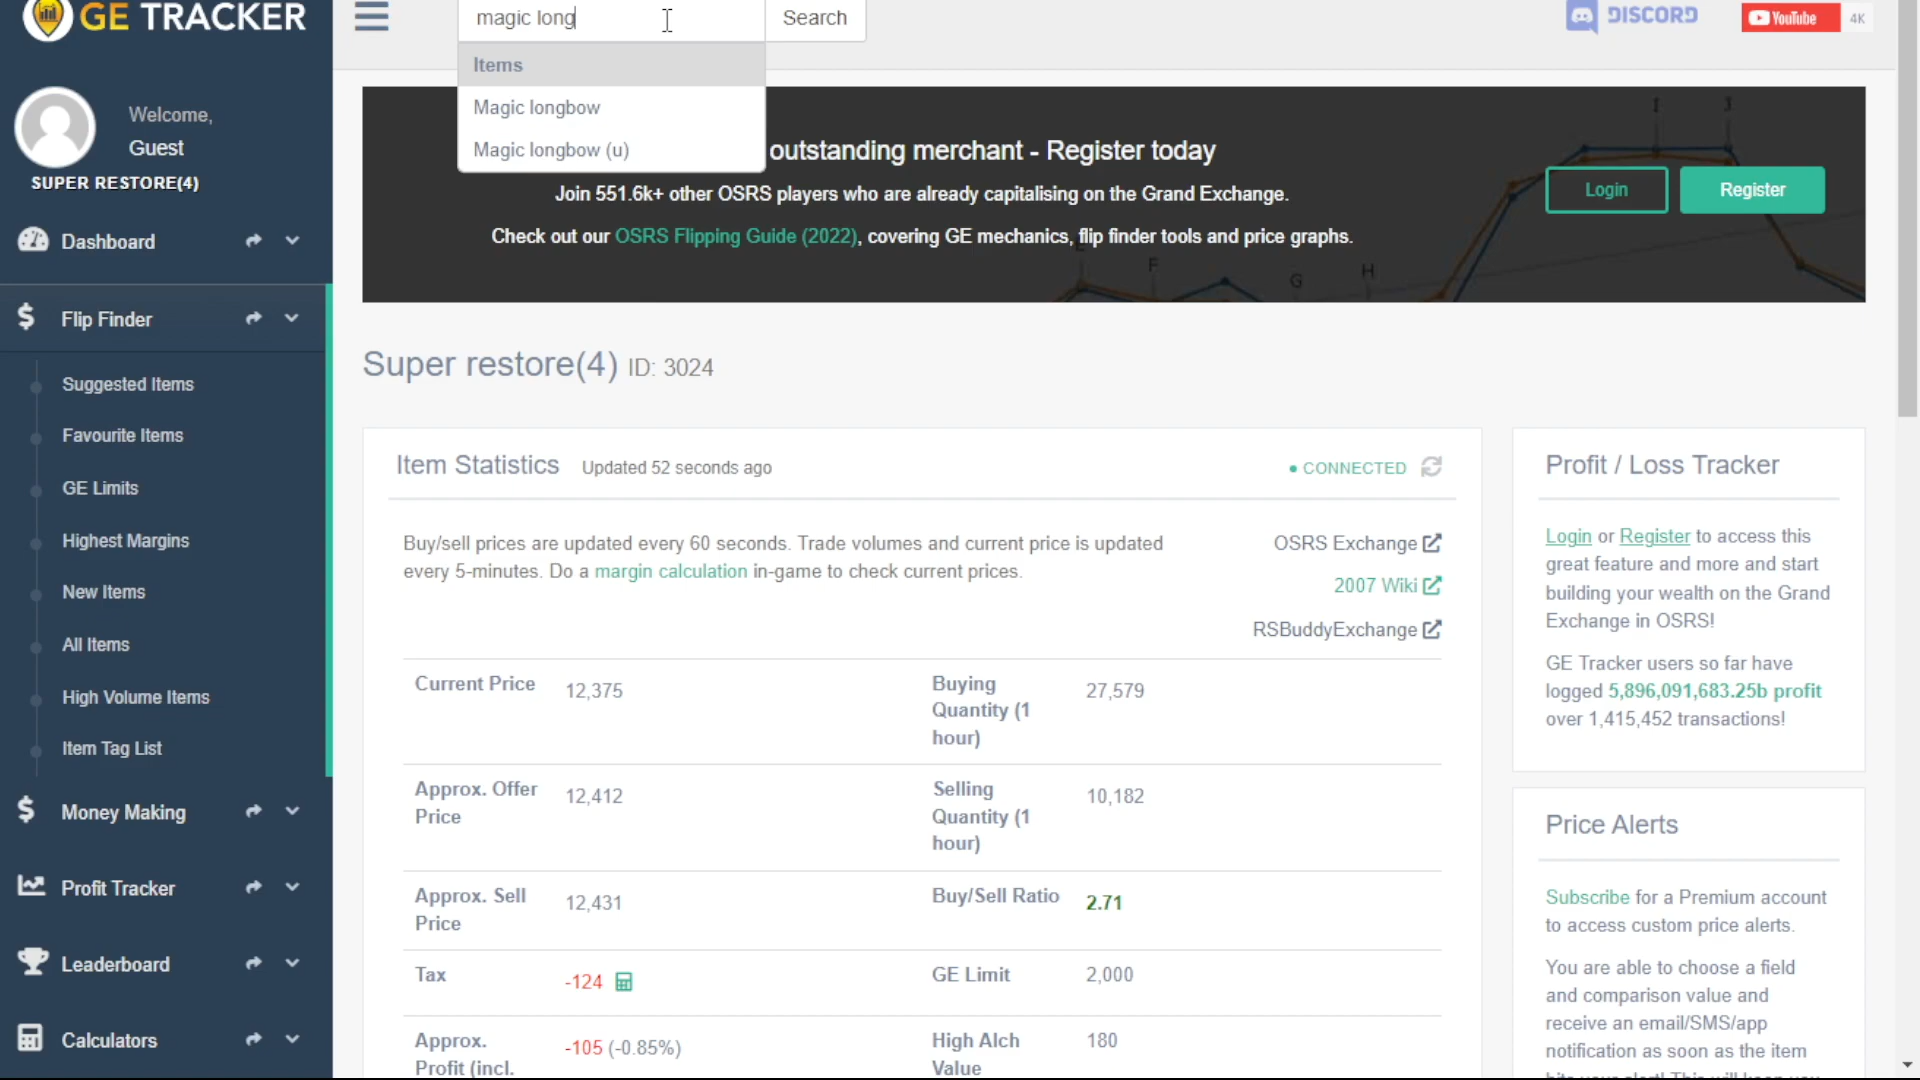 GE TRACKER
Welcome,
Guest
SUPER RESTORE(4)
Dashboard
Flip Finder
Suggested Items
Favourite Items
GE Limits
Highest Margins
New Items
All Items
High Volume Items
Item Tag List
Money Making
Profit Tracker
Leaderboard
Calculators
magic long
Search
Items
Magic longbow
Magic longbow (u)
DISCORD
YouTube
4K
outstanding merchant - Register today
Join 551.6k+ other OSRS players who are already capitalising on the Grand Exchange.
Check out our OSRS Flipping Guide (2022), covering GE mechanics, flip finder tools and price graphs.
Login
Register
I
J
F
G
H
Super restore(4) ID: 3024
Item Statistics Updated 52 seconds ago
CONNECTED
Buy/sell prices are updated every 60 seconds. Trade volumes and current price is updated
every 5-minutes. Do a margin calculation in-game to check current prices.
OSRS Exchange
2007 Wiki
RSBuddyExchange
Current Price 12,375
Buying
Quantity (1
hour)
27,579
Approx. Offer
Price
12,412
Selling
Quantity (1
hour)
10,182
Approx. Sell
Price
12,431
Buy/Sell Ratio 2.71
Tax -124
GE Limit 2,000
Approx.
Profit (incl.
-105 (-0.85%)
High Alch
Value
180
Profit / Loss Tracker
Login or Register to access this
great feature and more and start
building your wealth on the Grand
Exchange in OSRS!
GE Tracker users so far have
logged 5,896,091,683.25b profit
over 1,415,452 transactions!
Price Alerts
Subscribe for a Premium account
to access custom price alerts.
You are able to choose a field
and comparison value and
receive an email/SMS/app
notification as soon as the item